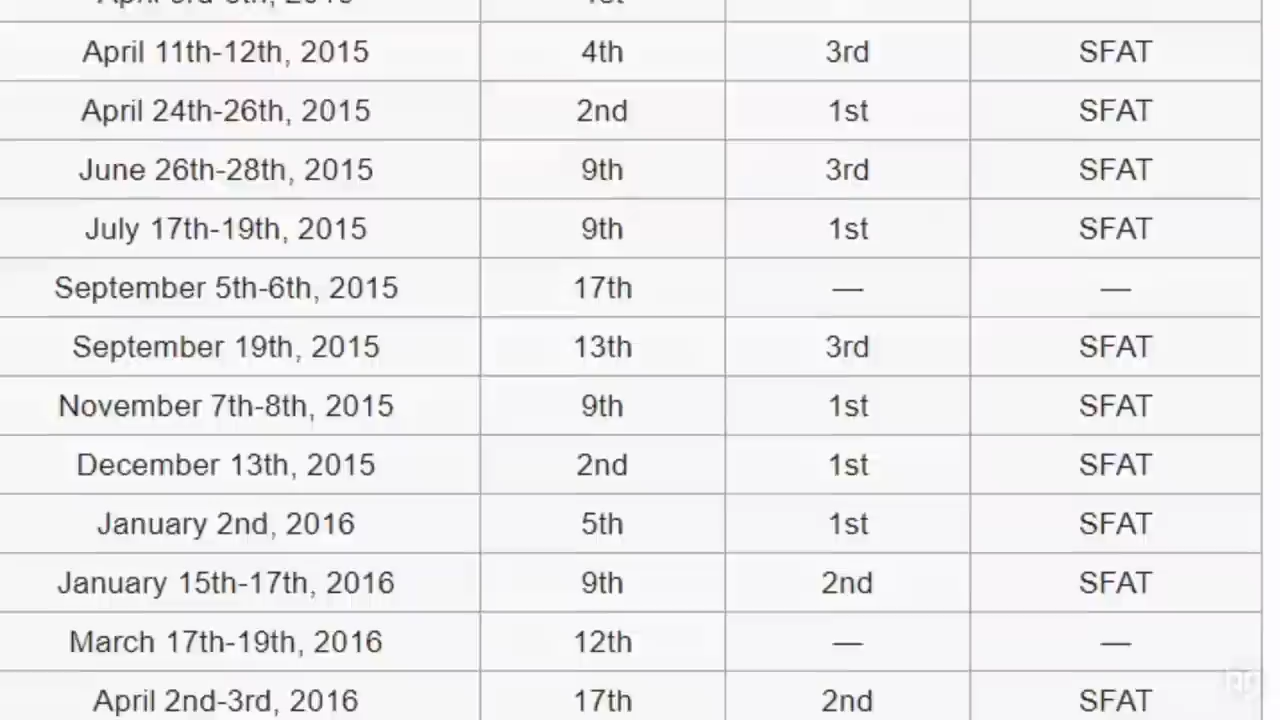 April 11th-12th, 2015 4th 3rd SFAT
April 24th-26th, 2015 2nd 1st SFAT
June 26th-28th, 2015 9th 3rd SFAT
July 17th-19th, 2015 9th 1st SFAT
September 5th-6th, 2015 17th — —
September 19th, 2015 13th 3rd SFAT
November 7th-8th, 2015 9th 1st SFAT
December 13th, 2015 2nd 1st SFAT
January 2nd, 2016 5th 1st SFAT
January 15th-17th, 2016 9th 2nd SFAT
March 17th-19th, 2016 12th — —
April 2nd-3rd, 2016 17th 2nd SFAT